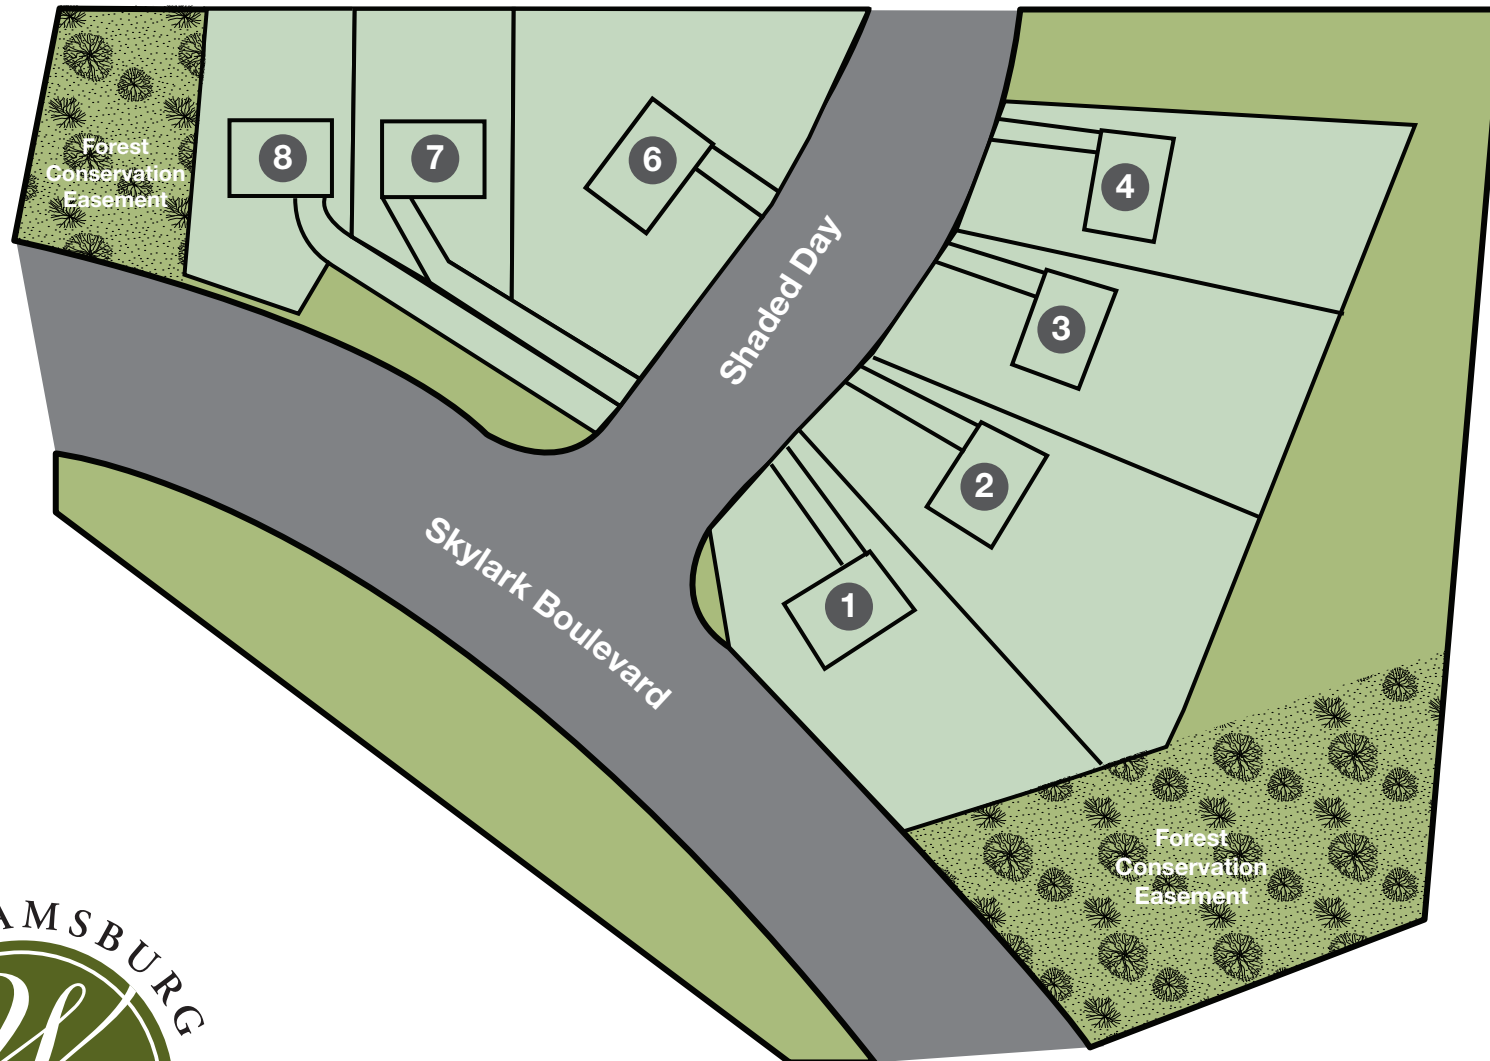 Forest
Conservation
Easement
8
7
6
4
Shaded Day
3
2
1
Skylark Boulevard
Forest
Conservation
Easement
AMSBURG
W